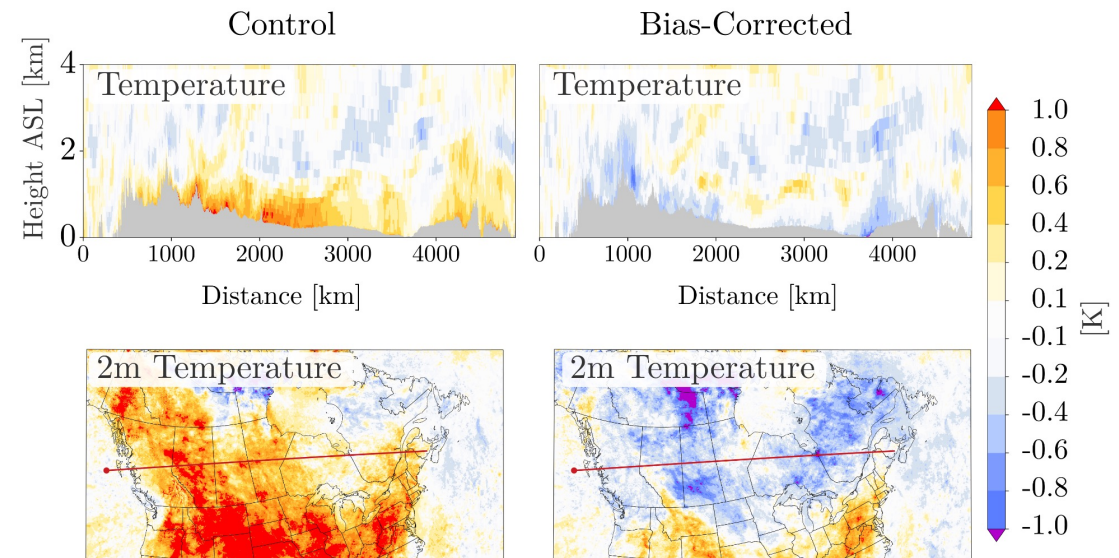 Control
Bias-Corrected
Height ASL [km]
4
2
0
Temperature
0 1000 2000 3000 4000
Distance [km]
Temperature
0 1000 2000 3000 4000
Distance [km]
1.0
0.8
0.6
0.4
0.2
0.1
-0.1
-0.2
-0.4
-0.6
-0.8
-1.0
[K]
2m Temperature
2m Temperature